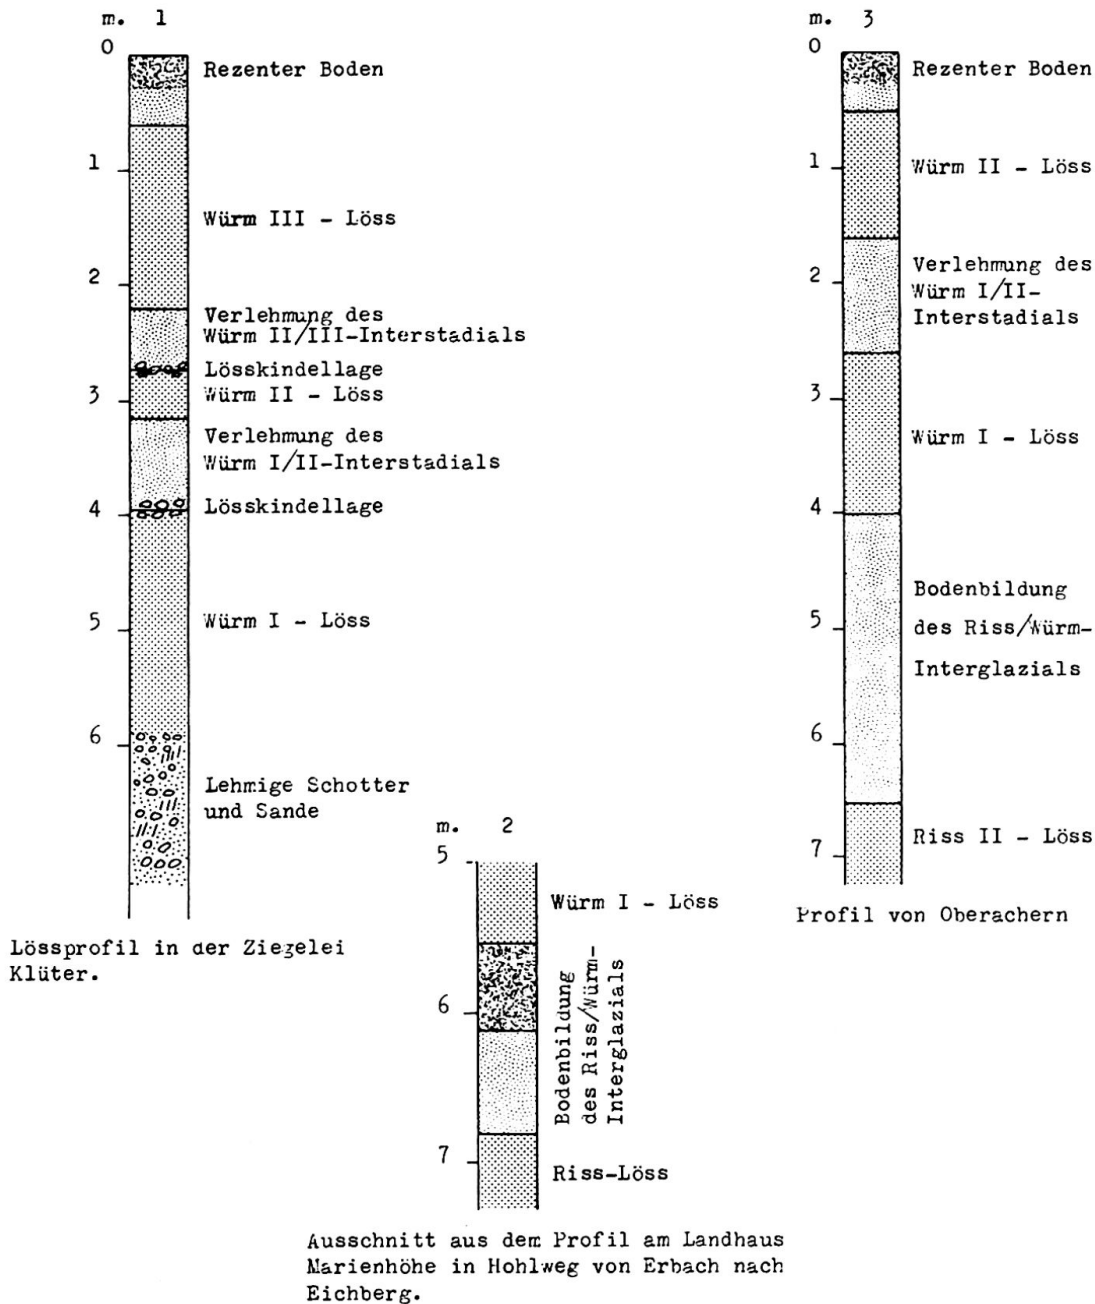 m. 1
0
Rezenter Boden
1
Würm III - Löss
2
Verlehmung des
Würm II/III-Interstadials
Lösskindellage
3
Würm II - Löss
Verlehmung des
Würm I/II-Interstadials
4
Lösskindellage
5
Würm I - Löss
6
Lehmige Schotter
und Sande
Lössprofil in der Ziegelei
Klüter.
m. 2
5
Würm I - Löss
6
Bodenbildung
des Riss/Würm-
Interglazials
7
Riss-Löss
Ausschnitt aus dem Profil am Landhaus
Marienhöhe in Hohlweg von Erbach nach
Eichberg.
m. 3
0
Rezenter Boden
1
Würm II - Löss
Verlehmung des
2
Würm I/II-
Interstadials
3
Würm I - Löss
4
Bodenbildung
5
des Riss/Würm-
Interglazials
6
Riss II - Löss
7
Profil von Oberachern